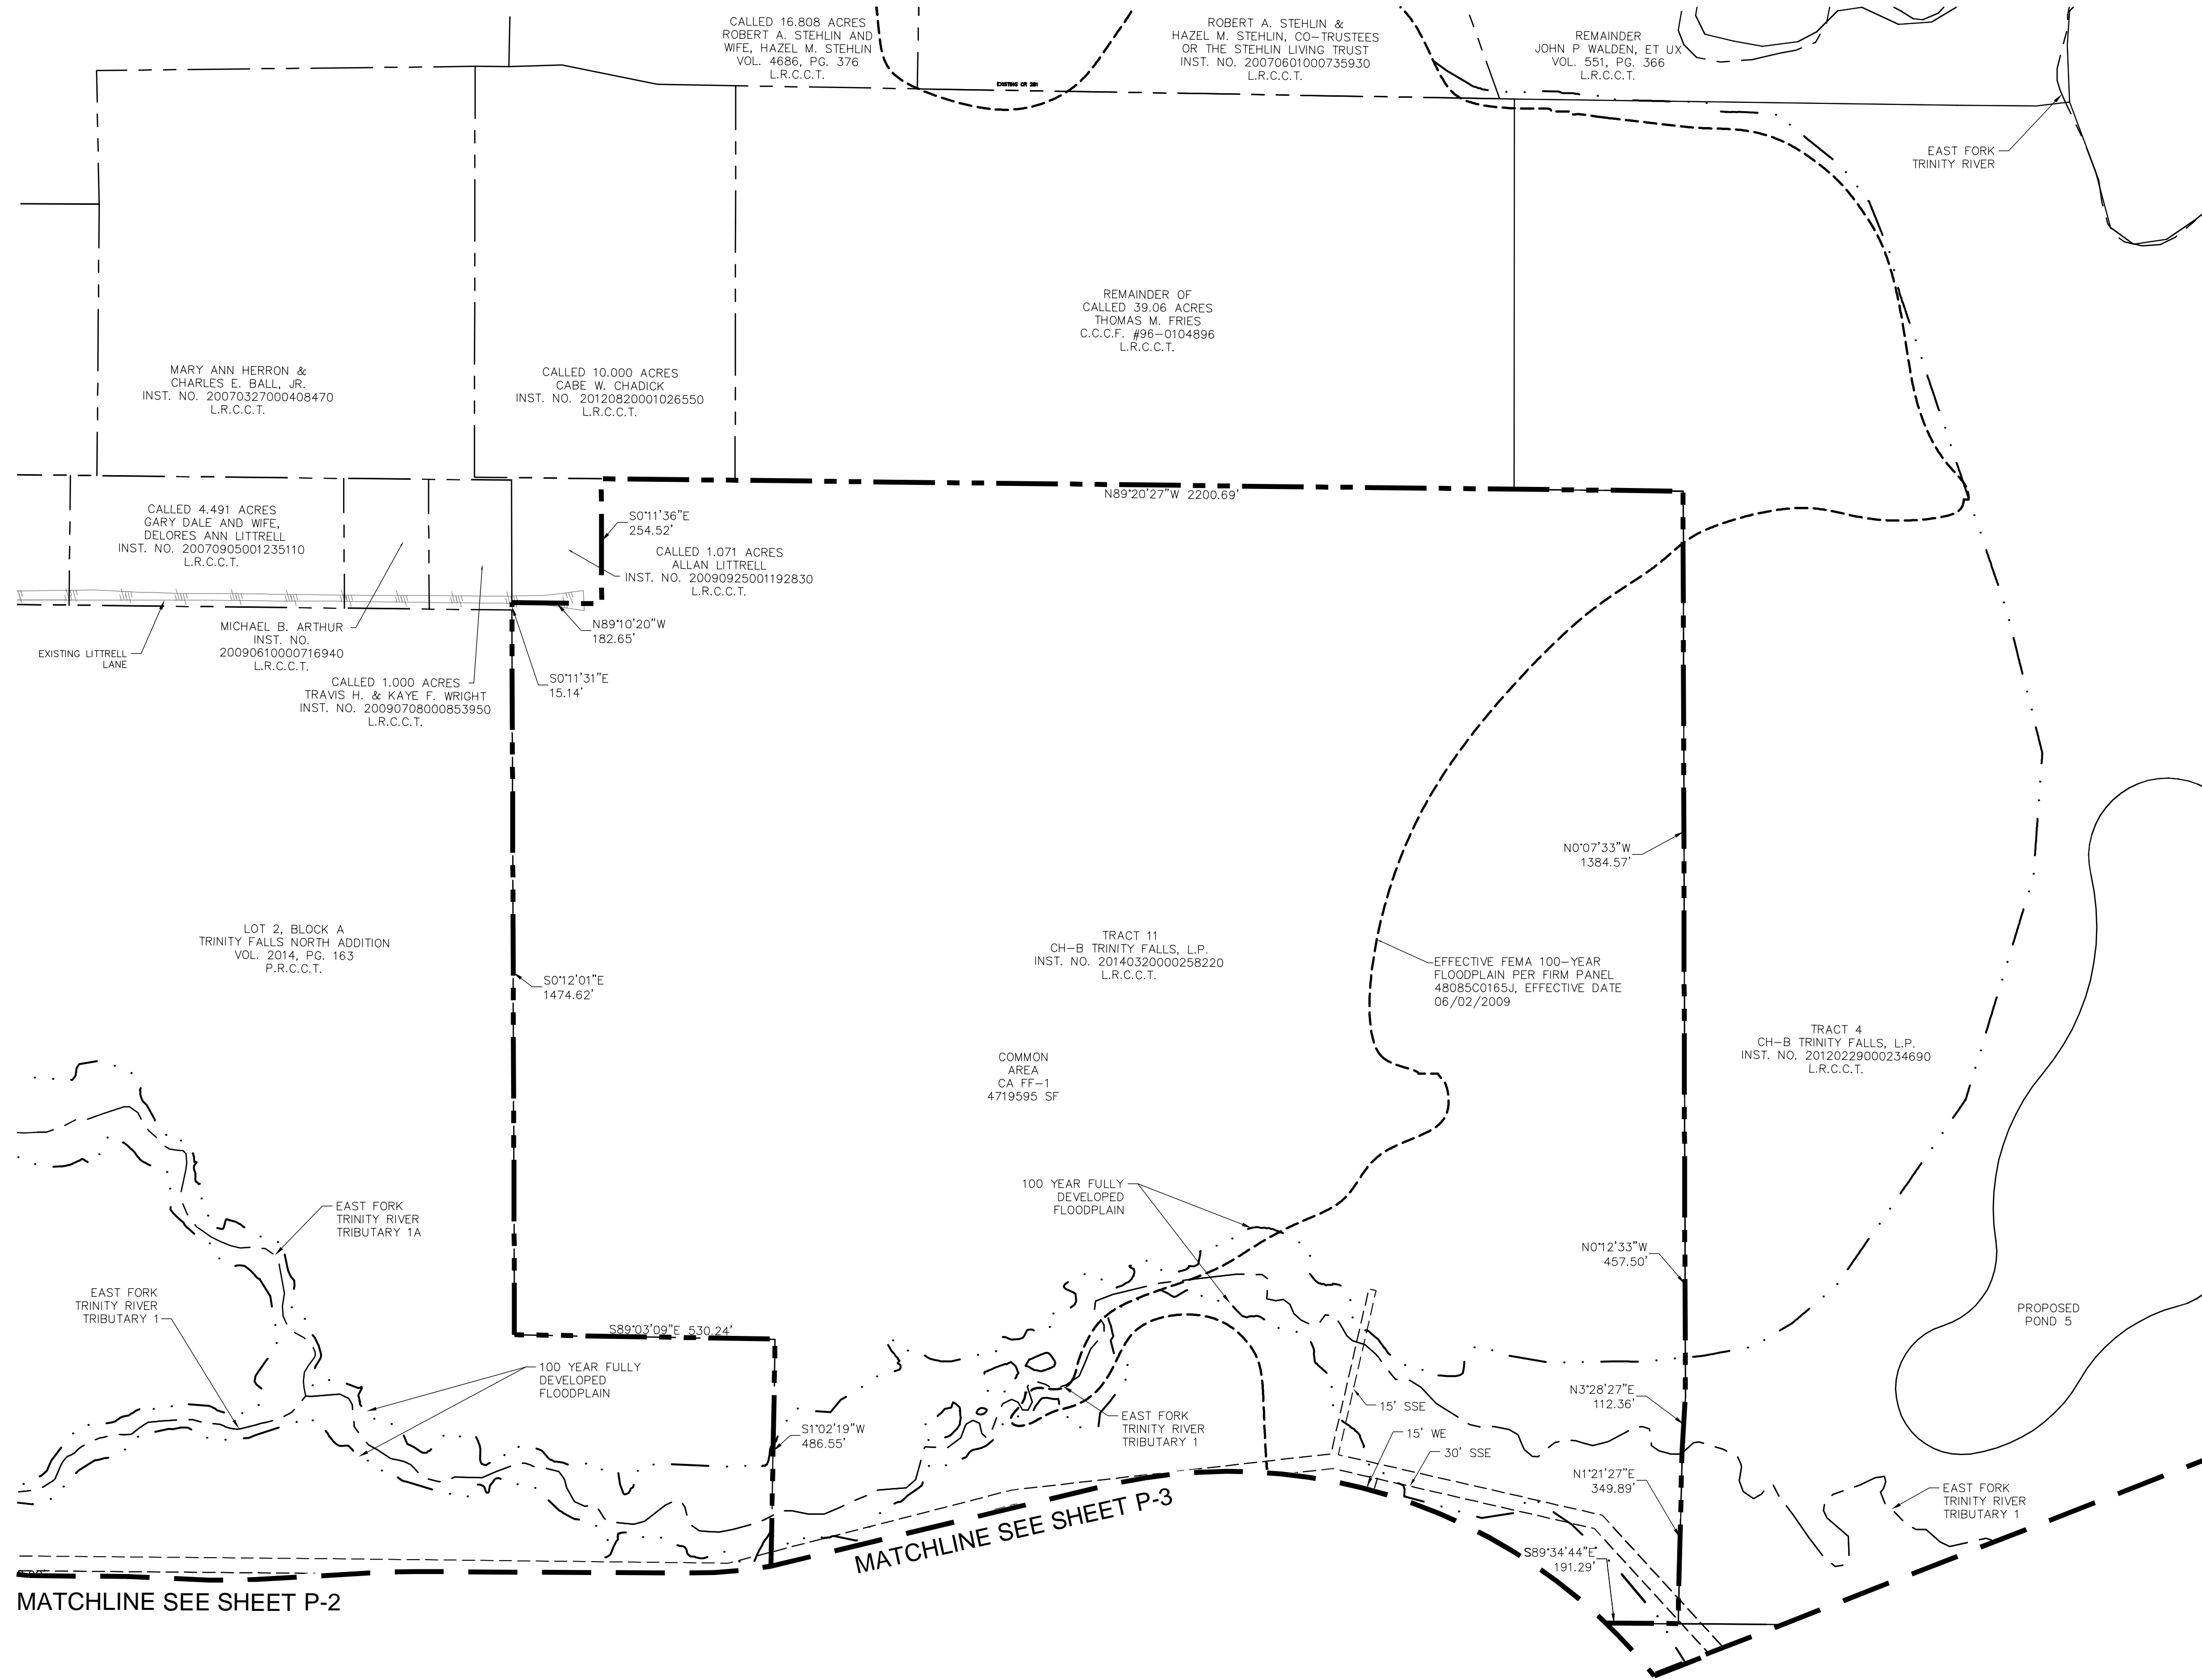 CALLED 16.808 ACRES
ROBERT A. STEHLIN AND
WIFE, HAZEL M. STEHLIN
VOL. 4686, PG. 376
L.R.C.C.T.
ROBERT A. STEHLIN &
HAZEL M. STEHLIN, CO-TRUSTEES
OR THE STEHLIN LIVING TRUST
INST. NO. 20070601000735930
L.R.C.C.T.
REMAINDER
JOHN P WALDEN, ET UX
VOL. 551, PG. 366
L.R.C.C.T.
EXISTING CR 281
EAST FORK
TRINITY RIVER
REMAINDER OF
CALLED 39.06 ACRES
THOMAS M. FRIES
C.C.C.F. #96-0104896
L.R.C.C.T.
MARY ANN HERRON &
CHARLES E. BALL, JR.
INST. NO. 20070327000408470
L.R.C.C.T.
CALLED 10.000 ACRES
CABE W. CHADICK
INST. NO. 20120820001026550
L.R.C.C.T.
N89°20'27"W 2200.69'
CALLED 4.491 ACRES
GARY DALE AND WIFE,
DELORES ANN LITTRELL
INST. NO. 20070905001235110
L.R.C.C.T.
S0°11'36"E
254.52'
CALLED 1.071 ACRES
ALLAN LITTRELL
INST. NO. 20090925001192830
L.R.C.C.T.
N89°10'20"W
182.65'
MICHAEL B. ARTHUR
INST. NO.
20090610000716940
L.R.C.C.T.
EXISTING LITTRELL
LANE
S0°11'31"E
15.14'
CALLED 1.000 ACRES
TRAVIS H. & KAYE F. WRIGHT
INST. NO. 20090708000853950
L.R.C.C.T.
N0°07'33"W
1384.57'
LOT 2, BLOCK A
TRINITY FALLS NORTH ADDITION
VOL. 2014, PG. 163
P.R.C.C.T.
TRACT 11
CH-B TRINITY FALLS, L.P.
INST. NO. 20140320000258220
L.R.C.C.T.
S0°12'01"E
1474.62'
EFFECTIVE FEMA 100-YEAR
FLOODPLAIN PER FIRM PANEL
48085C0165J, EFFECTIVE DATE
06/02/2009
TRACT 4
CH-B TRINITY FALLS, L.P.
INST. NO. 20120229000234690
L.R.C.C.T.
COMMON
AREA
CA FF-1
4719595 SF
100 YEAR FULLY
DEVELOPED
FLOODPLAIN
EAST FORK
TRINITY RIVER
TRIBUTARY 1A
N0°12'33"W
457.50'
EAST FORK
TRINITY RIVER
TRIBUTARY 1
PROPOSED
POND 5
S89°03'09"E 530.24'
100 YEAR FULLY
DEVELOPED
FLOODPLAIN
N3°28'27"E
112.36'
15' SSE
EAST FORK
TRINITY RIVER
TRIBUTARY 1
S1°02'19"W
486.55'
15' WE
30' SSE
N1°21'27"E
349.89'
EAST FORK
TRINITY RIVER
TRIBUTARY 1
MATCHLINE SEE SHEET P-3
S89°34'44"E
191.29'
MATCHLINE SEE SHEET P-2